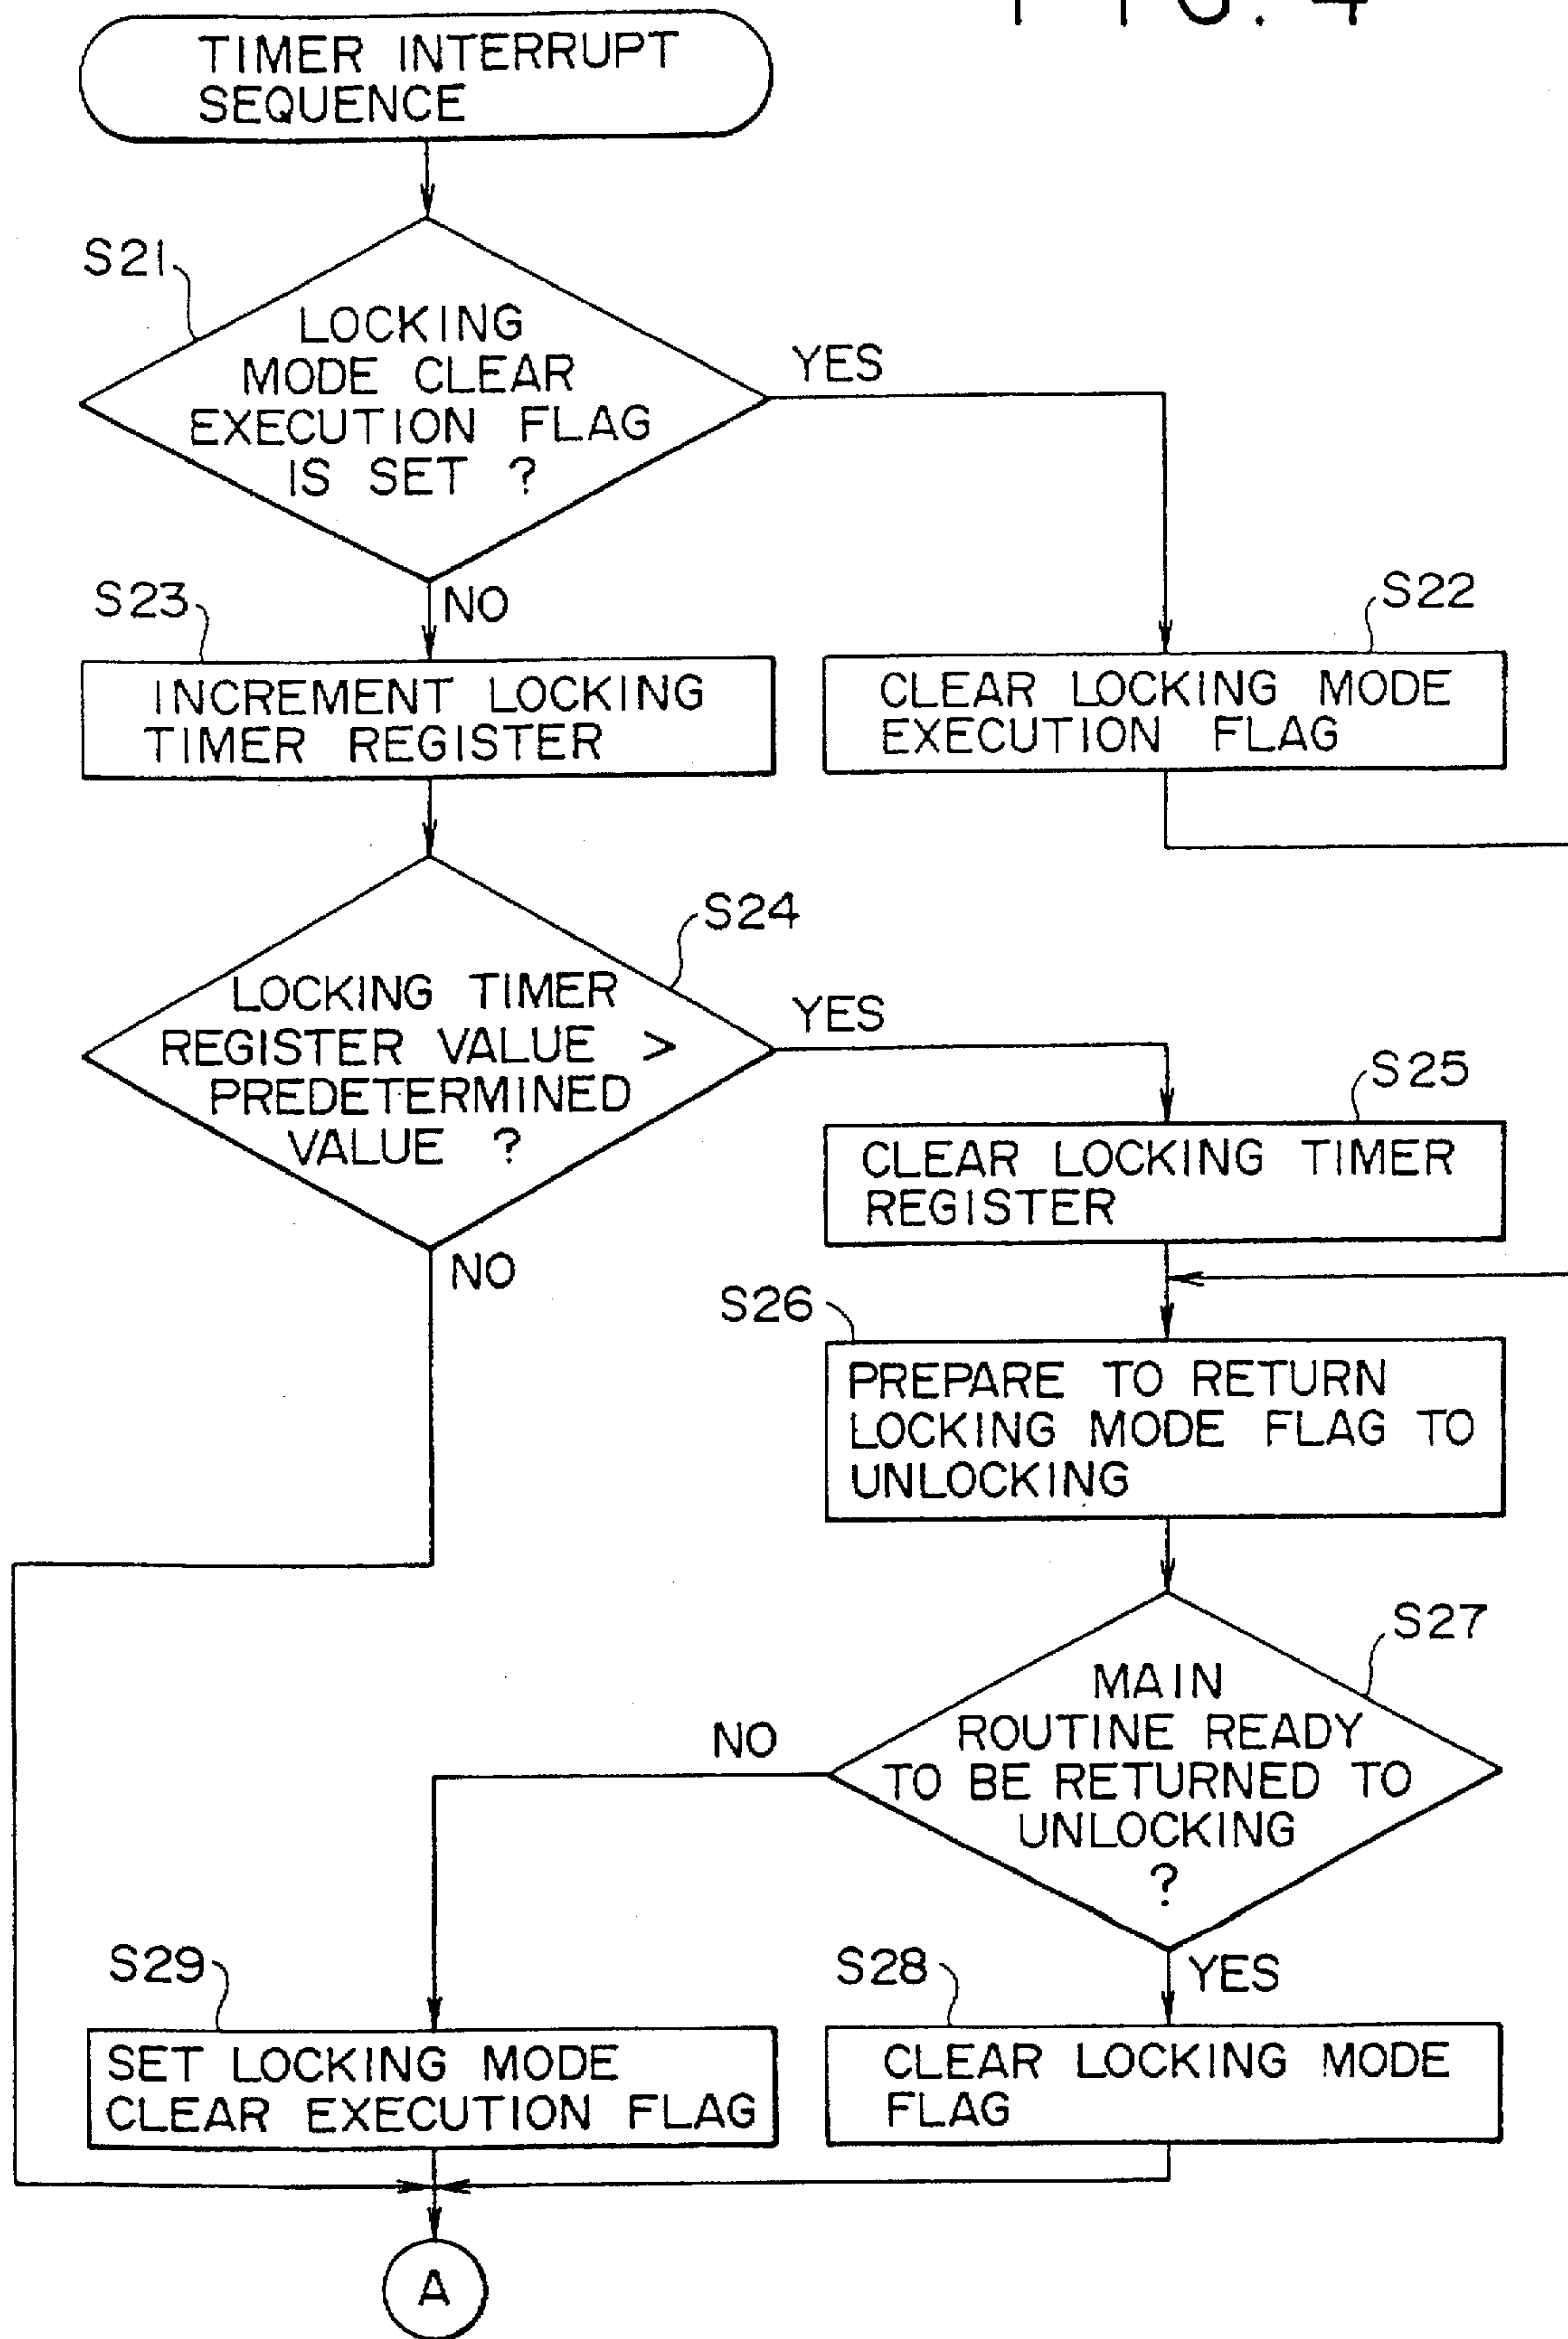 FIG. 4
TIMER INTERRUPT
SEQUENCE
S21
LOCKING
MODE CLEAR
EXECUTION FLAG
IS SET ?
YES
NO
S23
INCREMENT LOCKING
TIMER REGISTER
S22
CLEAR LOCKING MODE
EXECUTION FLAG
S24
LOCKING TIMER
REGISTER VALUE >
PREDETERMINED
VALUE ?
YES
NO
S25
CLEAR LOCKING TIMER
REGISTER
S26
PREPARE TO RETURN
LOCKING MODE FLAG TO
UNLOCKING
S27
MAIN
ROUTINE READY
TO BE RETURNED TO
UNLOCKING
?
NO
YES
S29
SET LOCKING MODE
CLEAR EXECUTION FLAG
S28
CLEAR LOCKING MODE
FLAG
A